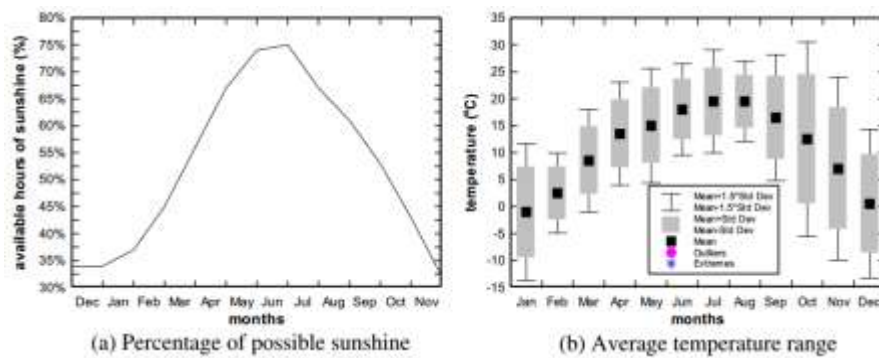 available hours of sunshine (%)
80%
75%
70%
65%
60%
55%
50%
45%
40%
35%
30%
Dec Jan Feb Mar Apr May Jun Jul Aug Sep Oct Nov
months
(a) Percentage of possible sunshine
temperature (ºC)
35
30
25
20
15
10
5
0
-5
-10
-15
Mean+1.5*Std Dev
Mean-1.5*Std Dev
Mean+Std Dev
Mean-Std Dev
Mean
Outliers
Extremes
Jan Feb Mar Apr May Jun Jul Aug Sep Oct Nov Dec
months
(b) Average temperature range